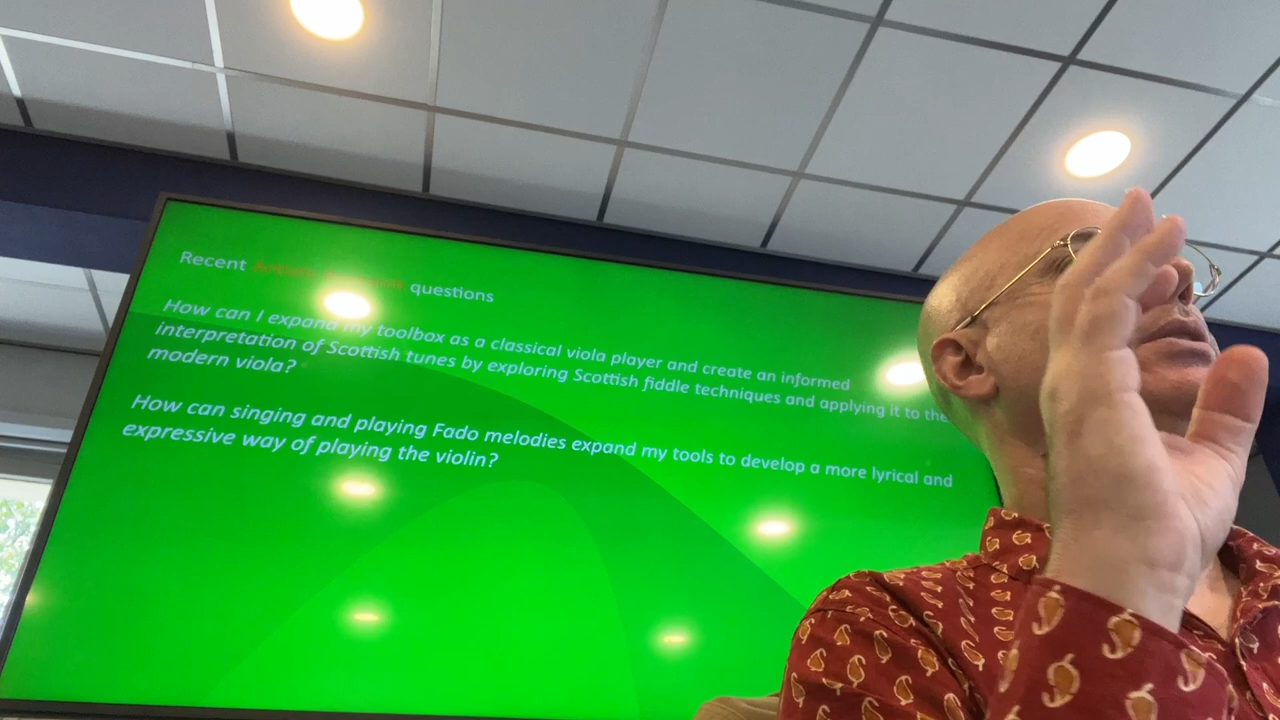 Recent Artistic Research questions
How can I expand my toolbox as a classical viola player and create an informed
interpretation of Scottish tunes by exploring Scottish fiddle techniques and applying it to the
modern viola?
How can singing and playing Fado melodies expand my tools to develop a more lyrical and
expressive way of playing the violin?